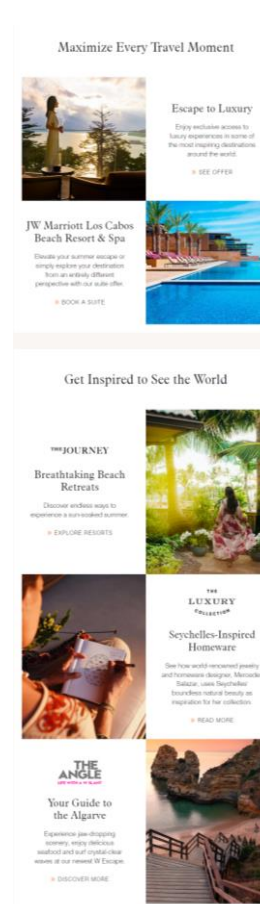 Maximize Every Travel Moment
Escape to Luxury
Enjoy exclusive access to
luxury experiences in some of
the most inspiring destinations
around the world.
SEE OFFER
JW Marriott Los Cabos
Beach Resort & Spa
Elevate your summer escape or
simply explore your destination
from an entirely different
perspective with our suite offer.
BOOK A SUITE
Get Inspired to See the World
THE JOURNEY
Breathtaking Beach
Retreats
Discover endless ways to
experience a sun-soaked summer.
EXPLORE RESORTS
THE
LUXURY
COLLECTION
Seychelles-Inspired
Homeware
See how world-renowned jewelry
and homeware designer, Mercede
Salazar, uses Seychelles'
boundless natural beauty as
inspiration for her collection.
READ MORE
THE
ANGLE
Your Guide to
the Algarve
Experience jaw-dropping
scenery, enjoy delicious
seafood and surf crystal-clear
waves at our newest W Escape.
DISCOVER MORE